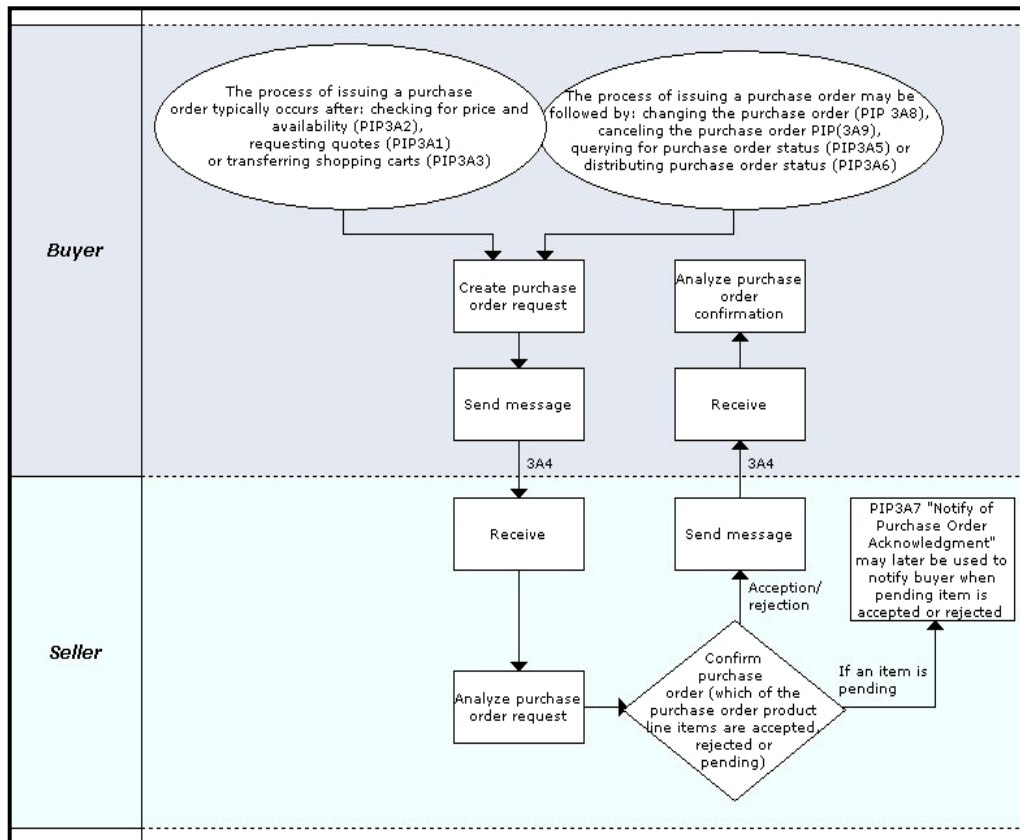 The process of issuing a purchase
order typically occurs after: checking for price and
availability (PIP3A2),
requesting quotes (PIP3A1)
or transferring shopping carts (PIP3A3)
The process of issuing a purchase order may be
followed by: changing the purchase order (PIP 3A8),
canceling the purchase order PIP(3A9),
querying for purchase order status (PIP3A5) or
distributing purchase order status (PIP3A6)
Buyer
Create purchase
order request
Analyze purchase
order
confirmation
Send message
Receive
3A4
3A4
Receive
Send message
PIP3A7 "Notify of
Purchase Order
Acknowledgment"
may later be used to
notify buyer when
pending item is
accepted or rejected
Acception/
rejection
Seller
Analyze purchase
order request
Confirm
purchase
order (which of the
purchase order product
line items are accepted,
rejected or
pending)
If an item is
pending